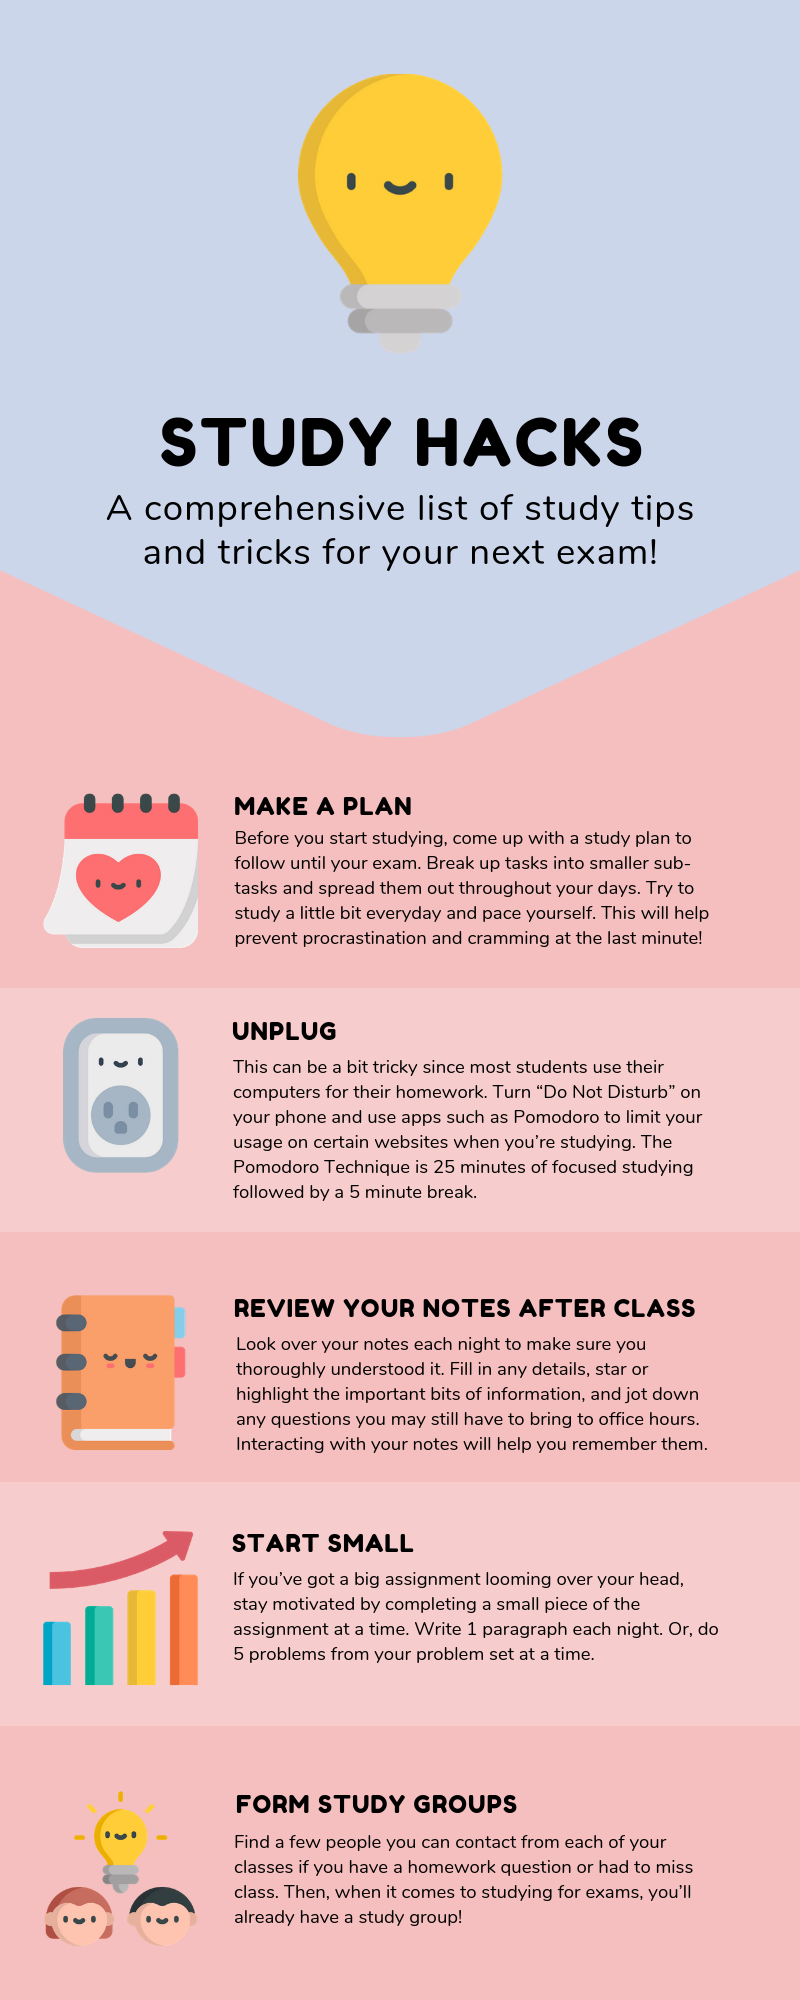 STUDY HACKS
A comprehensive list of study tips
and tricks for your next exam!
MAKE A PLAN
Before you start studying, come up with a study plan to
follow until your exam. Break up tasks into smaller sub-
tasks and spread them out throughout your days. Try to
study a little bit everyday and pace yourself. This will help
prevent procrastination and cramming at the last minute!
UNPLUG
This can be a bit tricky since most students use their
computers for their homework. Turn “Do Not Disturb” on
your phone and use apps such as Pomodoro to limit your
usage on certain websites when you’re studying. The
Pomodoro Technique is 25 minutes of focused studying
followed by a 5 minute break.
REVIEW YOUR NOTES AFTER CLASS
Look over your notes each night to make sure you
thoroughly understood it. Fill in any details, star or
highlight the important bits of information, and jot down
any questions you may still have to bring to office hours.
Interacting with your notes will help you remember them.
START SMALL
If you’ve got a big assignment looming over your head,
stay motivated by completing a small piece of the
assignment at a time. Write 1 paragraph each night. Or, do
5 problems from your problem set at a time.
FORM STUDY GROUPS
Find a few people you can contact from each of your
classes if you have a homework question or had to miss
class. Then, when it comes to studying for exams, you’ll
already have a study group!